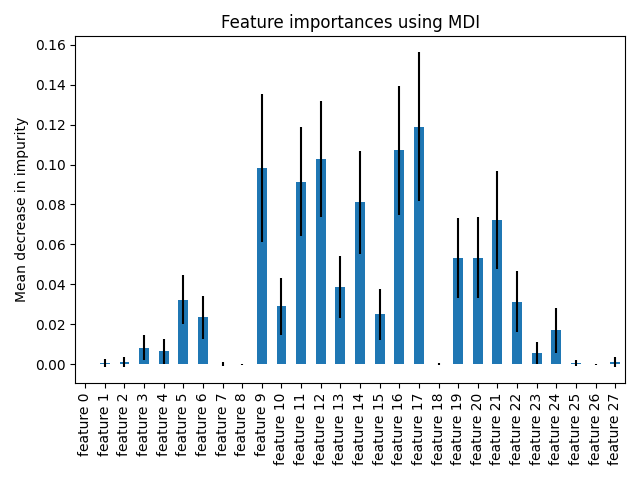 Feature importances using MDI
Mean decrease in impurity
0.16
0.14
0.12
0.10
0.08
0.06
0.04
0.02
0.00
feature 0
feature 1
feature 2
feature 3
feature 4
feature 5
feature 6
feature 7
feature 8
feature 9
feature 10
feature 11
feature 12
feature 13
feature 14
feature 15
feature 16
feature 17
feature 18
feature 19
feature 20
feature 21
feature 22
feature 23
feature 24
feature 25
feature 26
feature 27